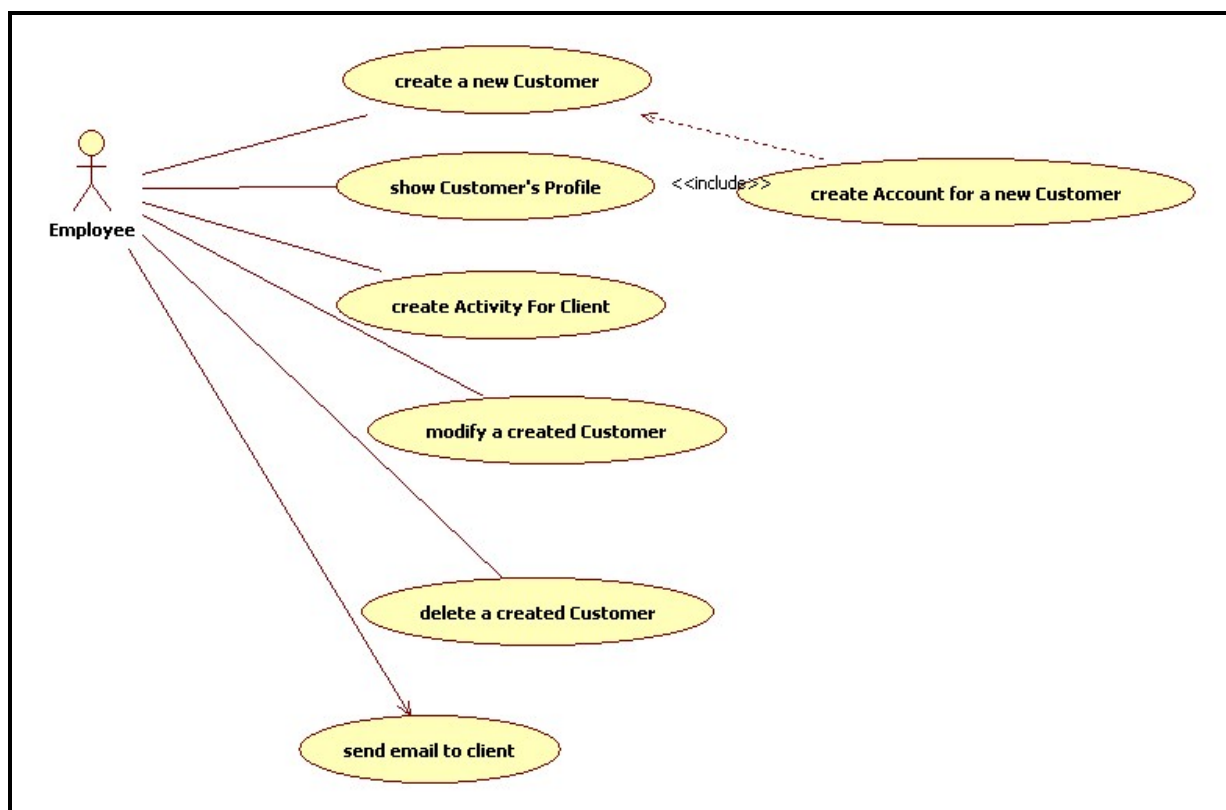 create a new Customer
show Customer's Profile
<<include>>
create Account for a new Customer
Employee
create Activity For Client
modify a created Customer
delete a created Customer
send email to client